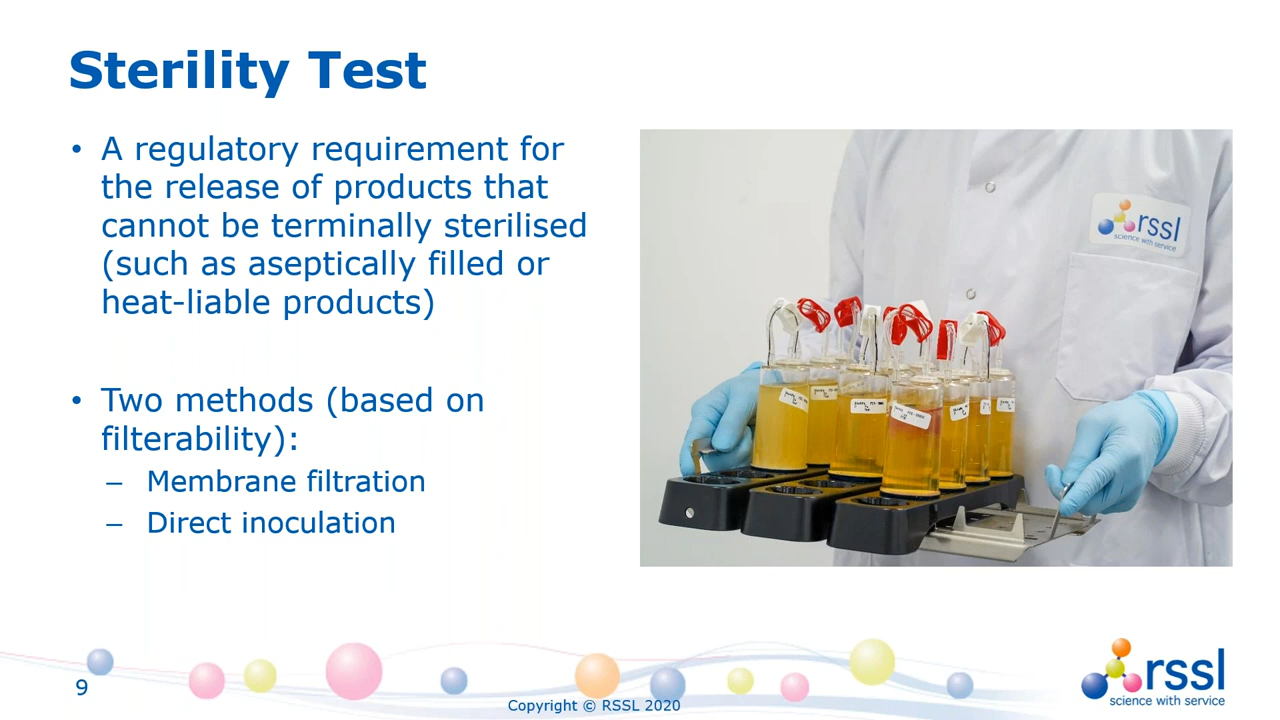 Sterility Test
• A regulatory requirement for
the release of products that
cannot be terminally sterilised
(such as aseptically filled or
heat-liable products)
• Two methods (based on
filterability):
– Membrane filtration
– Direct inoculation
rssl
science with service
9
Copyright © RSSL 2020
rssl
science with service